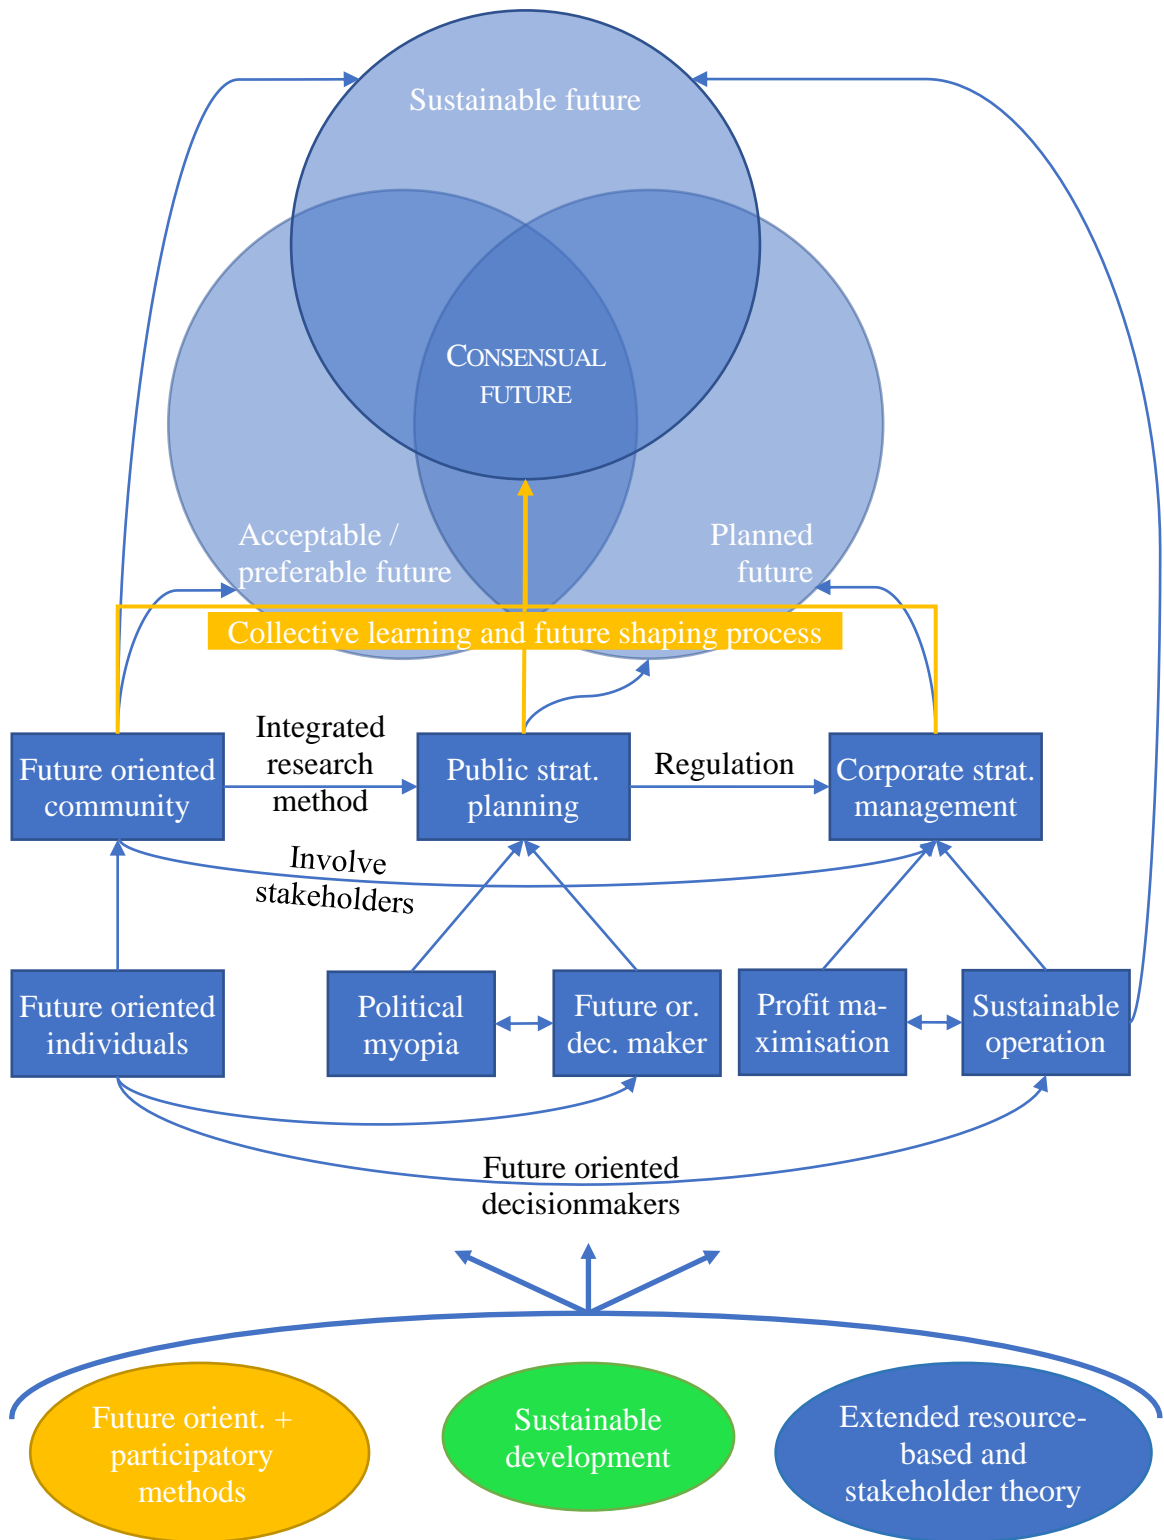 Sustainable future
CONSENSUAL
FUTURE
Acceptable /
preferable future
Planned
future
Collective learning and future shaping process
Future oriented
community
Integrated
research
method
Public strat.
planning
Regulation
Corporate strat.
management
Involve
stakeholders
Future oriented
individuals
Political
myopia
Future or.
dec. maker
Profit ma-
ximisation
Sustainable
operation
Future oriented
decisionmakers
Future orient. +
participatory
methods
Sustainable
development
Extended resource-
based and
stakeholder theory